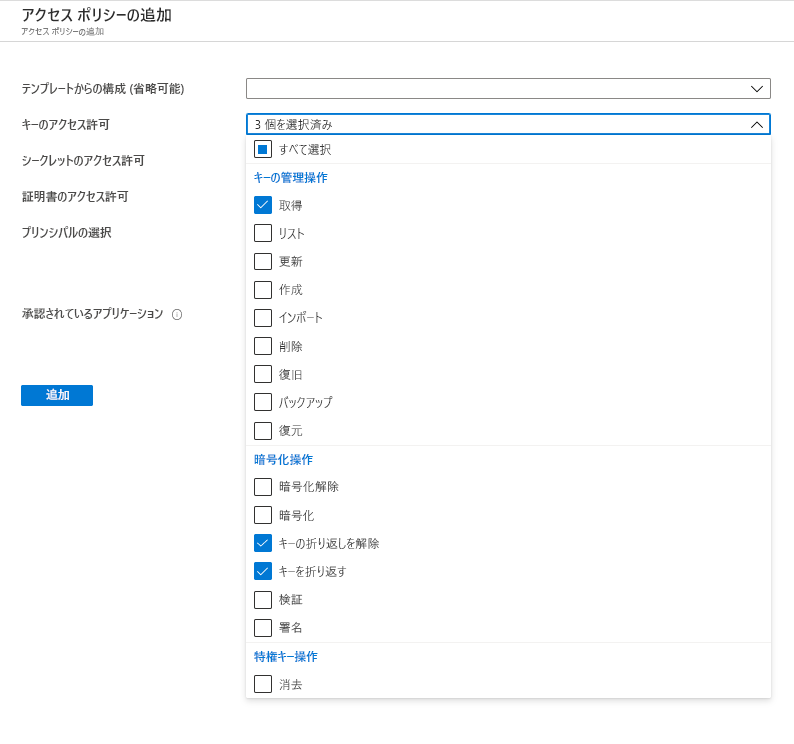 アクセス ポリシーの追加
アクセス ポリシーの追加
テンプレートからの構成 (省略可能)
キーのアクセス許可
3 個を選択済み
すべて選択
シークレットのアクセス許可
キーの管理操作
証明書のアクセス許可
取得
プリンシパルの選択
リスト
更新
作成
承認されているアプリケーション
インポート
削除
復旧
追加
バックアップ
復元
暗号化操作
暗号化解除
暗号化
キーの折り返しを解除
キーを折り返す
検証
署名
特権キー操作
消去